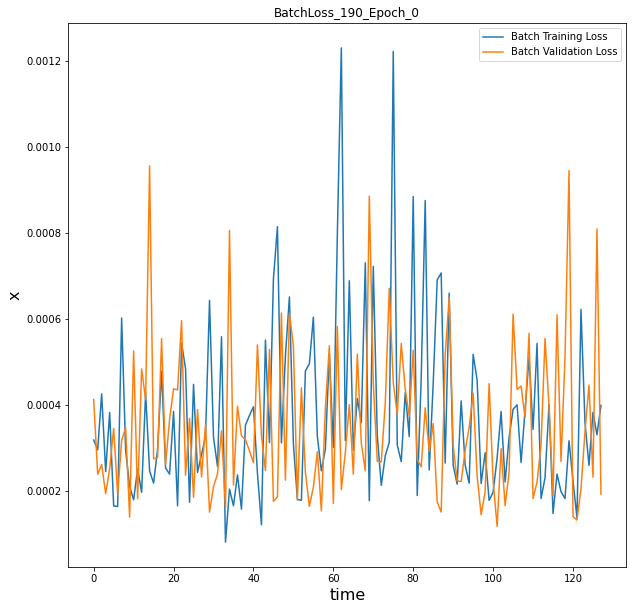 BatchLoss_190_Epoch_0
Batch Training Loss
Batch Validation Loss
0.0012
0.0010
0.0008
0.0006
0.0004
0.0002
x
0
20
40
60
80
100
120
time